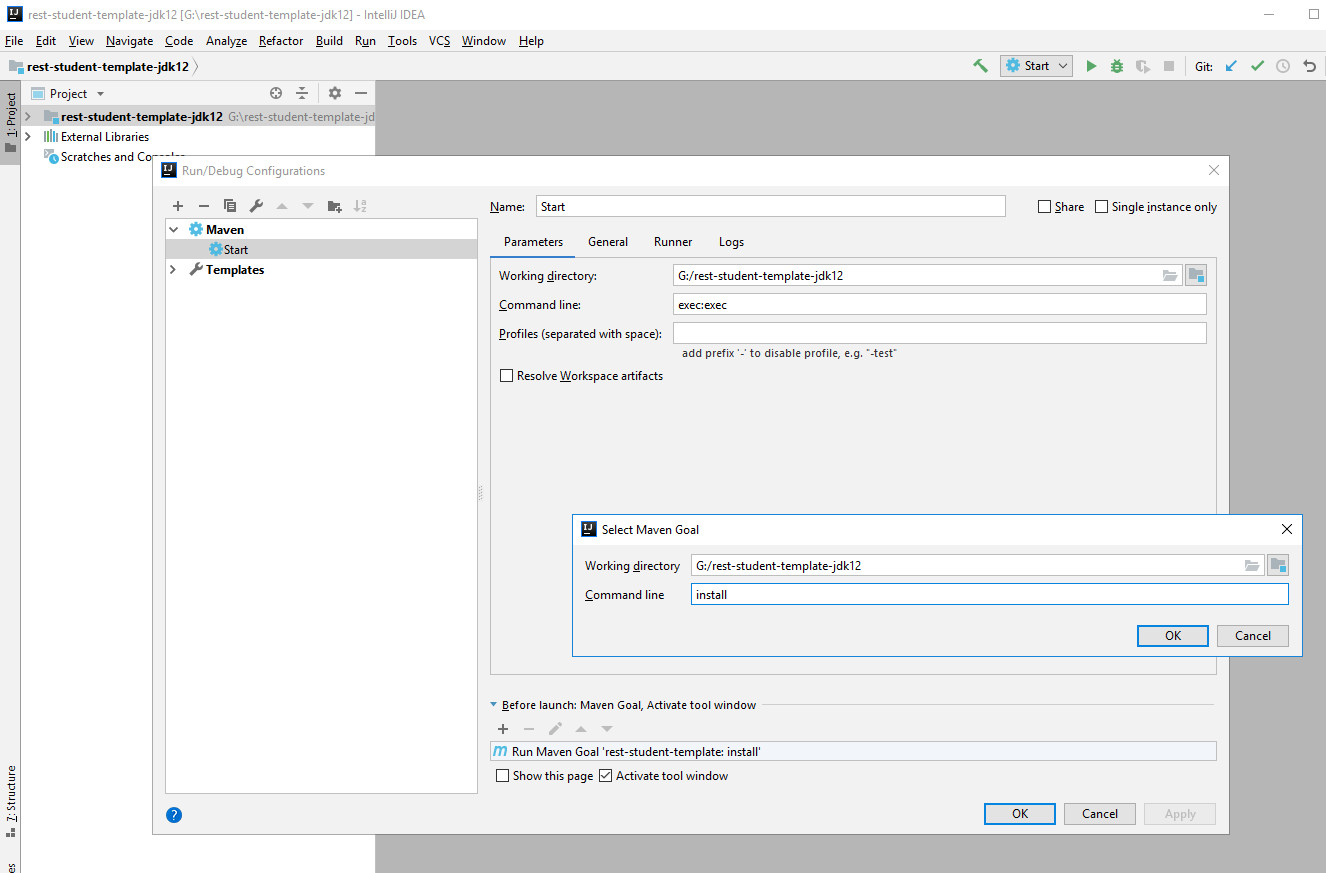 rest-student-template-jdk12 [G:\rest-student-template-jdk12] - IntelliJ IDEA
File Edit View Navigate Code Analyze Refactor Build Run Tools VCS Window Help
rest-student-template-jdk12
Start
Git:
1: Project
Project
rest-student-template-jdk12 G:\rest-student-template-jd
External Libraries
Scratches and Consoles
Run/Debug Configurations
Maven
Start
Templates
Name: Start
Share
Single instance only
Parameters General Runner Logs
Working directory: G:/rest-student-template-jdk12
Command line: exec:exec
Profiles (separated with space):
add prefix '-' to disable profile, e.g. "-test"
Resolve Workspace artifacts
Select Maven Goal
Working directory G:/rest-student-template-jdk12
Command line install
OK Cancel
Before launch: Maven Goal, Activate tool window
Run Maven Goal 'rest-student-template: install'
Show this page Activate tool window
? OK Cancel Apply
7: Structure
es